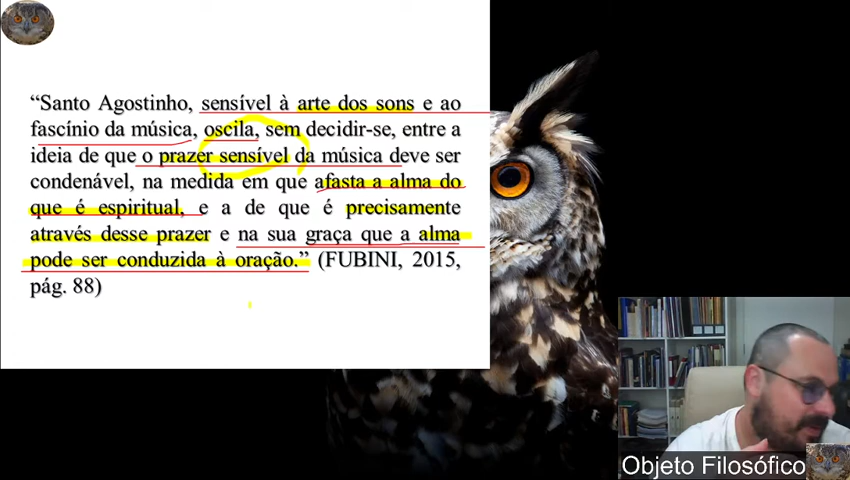 “Santo Agostinho, sensível à arte dos sons e ao
fascínio da música, oscila, sem decidir-se, entre a
ideia de que o prazer sensível da música deve ser
condenável, na medida em que afasta a alma do
que é espiritual, e a de que é precisamente
através desse prazer e na sua graça que a alma
pode ser conduzida à oração.” (FUBINI, 2015,
pág. 88)
Objeto Filosófico